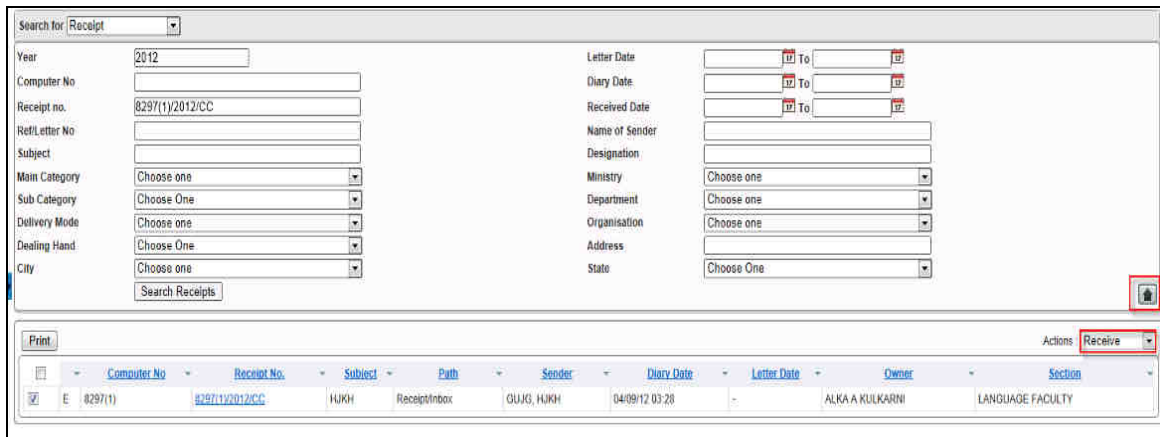 Search for Receipt
Year 2012 Letter Date To
Computer No Diary Date To
Receipt no. 8297(1)/2012/CC Received Date To
Ref/Letter No Name of Sender
Subject Designation
Main Category Choose one Ministry Choose one
Sub Category Choose One Department Choose one
Delivery Mode Choose one Organisation Choose one
Dealing Hand Choose One Address
City Choose one State Choose One
Search Receipts
Print Actions Receive
Computer No Receipt No. Subject Path Sender Diary Date Letter Date Owner Section
E 8297(1) 8297(1)/2012/CC HJKH Receipt/Inbox GUJG, HJKH 04/09/12 03:28 - ALKA A KULKARNI LANGUAGE FACULTY